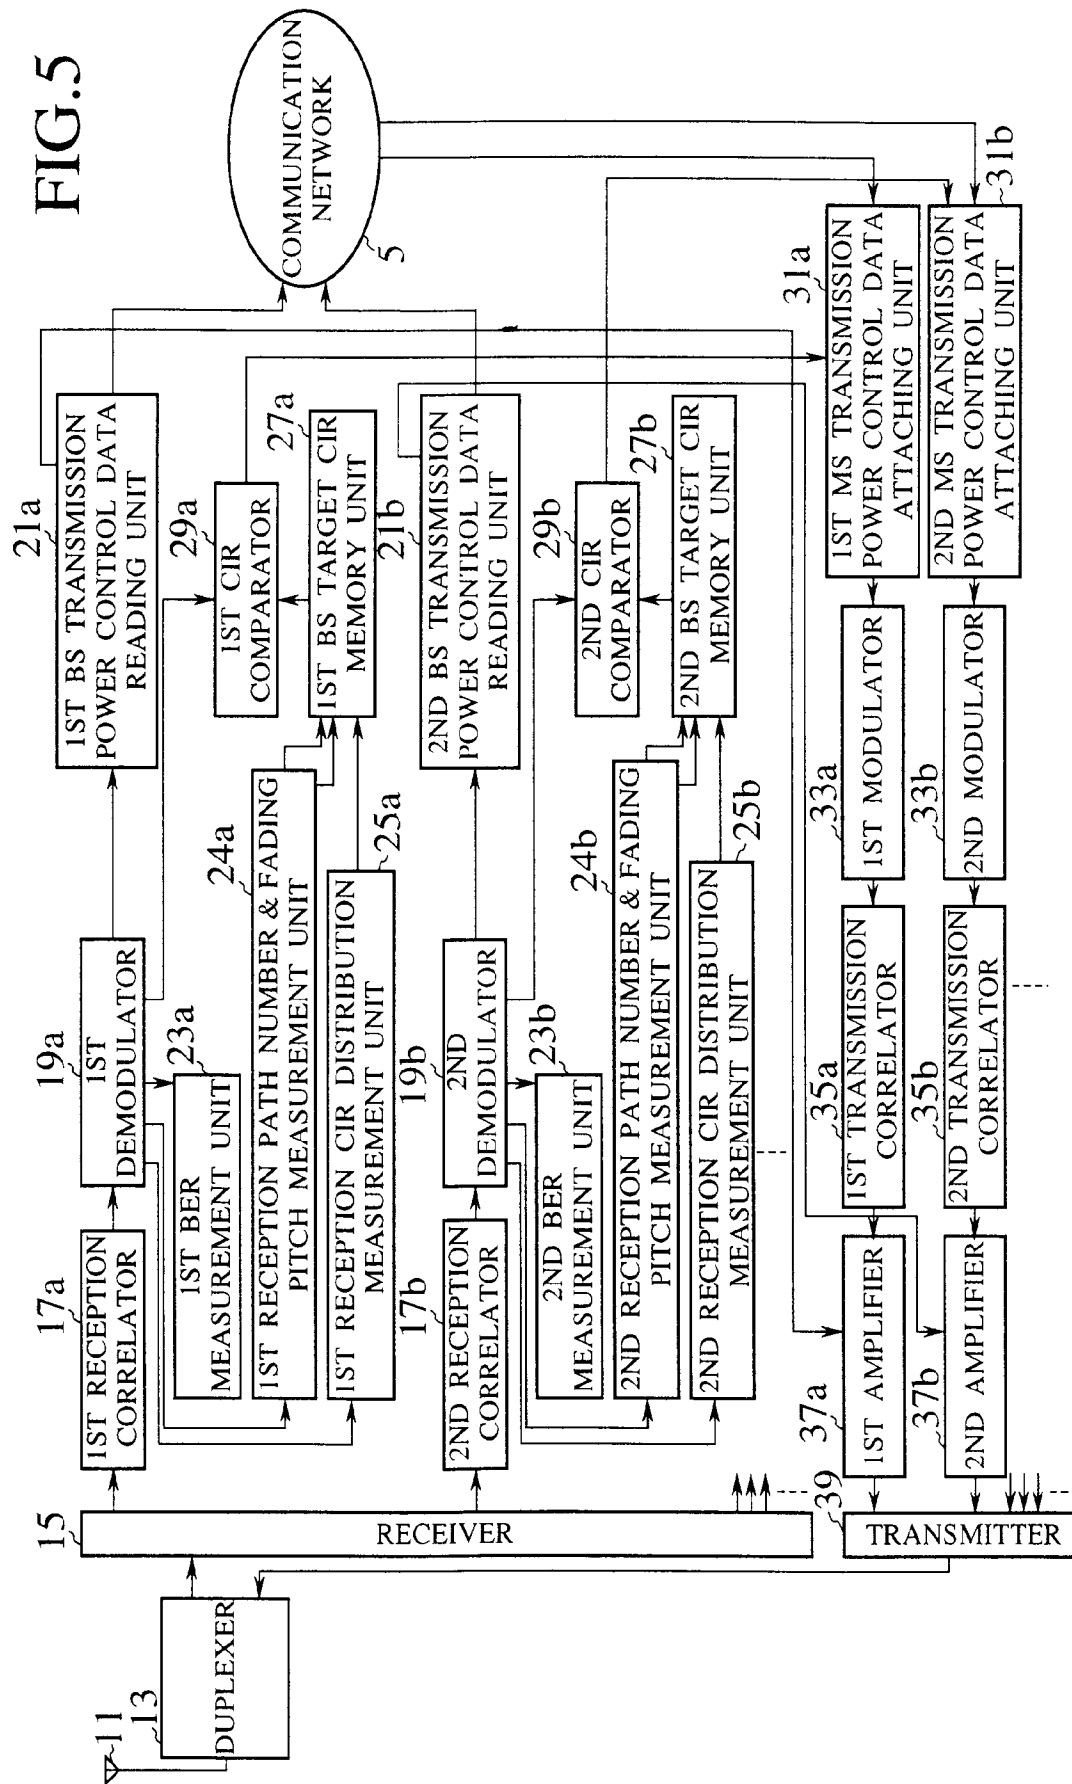 FIG.5
11
13
DUPLEXER
15
RECEIVER
17a
1ST RECEPTION
CORRELATOR
19a
1ST
DEMODULATOR
21a
1ST BS TRANSMISSION
POWER CONTROL DATA
READING UNIT
COMMUNICATION
NETWORK
5
23a
1ST BER
MEASUREMENT UNIT
29a
1ST CIR
COMPARATOR
24a
1ST RECEPTION PATH NUMBER & FADING
PITCH MEASUREMENT UNIT
27a
1ST BS TARGET CIR
MEMORY UNIT
25a
1ST RECEPTION CIR DISTRIBUTION
MEASUREMENT UNIT
17b
2ND RECEPTION
CORRELATOR
19b
2ND
DEMODULATOR
21b
2ND BS TRANSMISSION
POWER CONTROL DATA
READING UNIT
23b
2ND BER
MEASUREMENT UNIT
29b
2ND CIR
COMPARATOR
24b
2ND RECEPTION PATH NUMBER & FADING
PITCH MEASUREMENT UNIT
27b
2ND BS TARGET CIR
MEMORY UNIT
25b
2ND RECEPTION CIR DISTRIBUTION
MEASUREMENT UNIT
39
TRANSMITTER
37a
1ST AMPLIFIER
35a
1ST TRANSMISSION
CORRELATOR
33a
1ST MODULATOR
31a
1ST MS TRANSMISSION
POWER CONTROL DATA
ATTACHING UNIT
37b
2ND AMPLIFIER
35b
2ND TRANSMISSION
CORRELATOR
33b
2ND MODULATOR
31b
2ND MS TRANSMISSION
POWER CONTROL DATA
ATTACHING UNIT